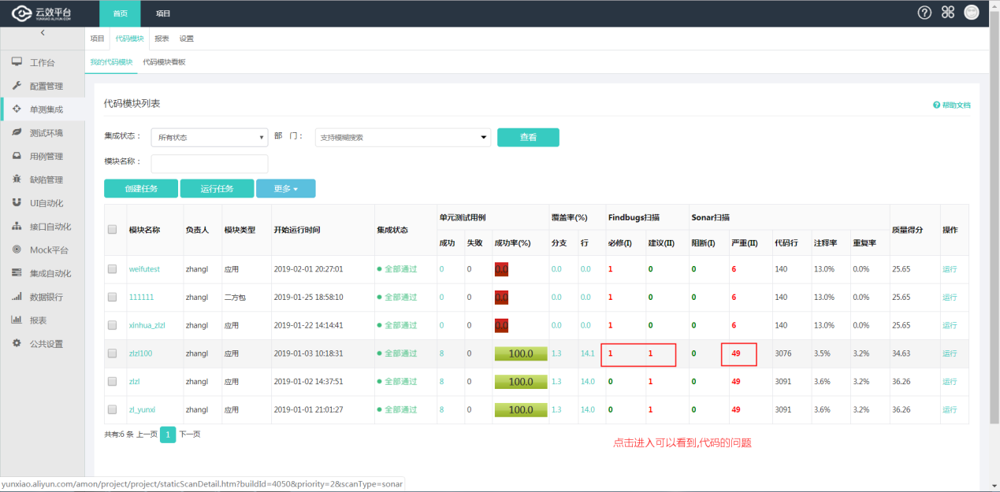 云效平台 首页 项目
YUNXIAO.ALIYUN.COM
项目 代码模块 报表 设置
我的代码模块 代码模块看板
工作台
配置管理
单测集成
测试环境
用例管理
缺陷管理
UI自动化
接口自动化
Mock平台
集成自动化
数据银行
报表
公共设置
代码模块列表
帮助文档
集成状态： 所有状态 部 门： 支持模糊搜索 查看
模块名称：
创建任务 运行任务 更多
模块名称 负责人 模块类型 开始运行时间 集成状态 单元测试用例 覆盖率(%) Findbugs扫描 Sonar扫描 质量得分 操作
成功 失败 成功率(%) 分支 行 必修(I) 建议(II) 阻断(I) 严重(II) 代码行 注释率 重复率
weifutest zhangl 应用 2019-02-01 20:27:01 全部通过 0 0 0.0 0.0 0.0 1 0 0 6 140 13.0% 0.0% 25.65 运行
111111 zhangl 二方包 2019-01-25 18:58:10 全部通过 0 0 0.0 0.0 0.0 1 0 0 6 140 13.0% 0.0% 25.65 运行
xinhua_zlzl zhangl 应用 2019-01-22 14:14:41 全部通过 0 0 0.0 0.0 0.0 1 0 0 6 140 13.0% 0.0% 25.65 运行
zlzl100 zhangl 应用 2019-01-03 10:18:31 全部通过 8 0 100.0 1.3 14.1 1 1 0 49 3076 3.5% 3.2% 34.63 运行
zlzl zhangl 应用 2019-01-02 14:37:51 全部通过 8 0 100.0 1.3 14.0 0 1 0 49 3091 3.6% 3.2% 36.26 运行
zl_yunxi zhangl 应用 2019-01-01 21:01:27 全部通过 8 0 100.0 1.3 14.0 0 1 0 49 3091 3.6% 3.2% 36.26 运行
共有:6 条 上一页 1 下一页
点击进入可以看到,代码的问题
yunxiao.aliyun.com/amon/project/project/staticScanDetail.htm?buildId=4050&priority=2&scanType=sonar